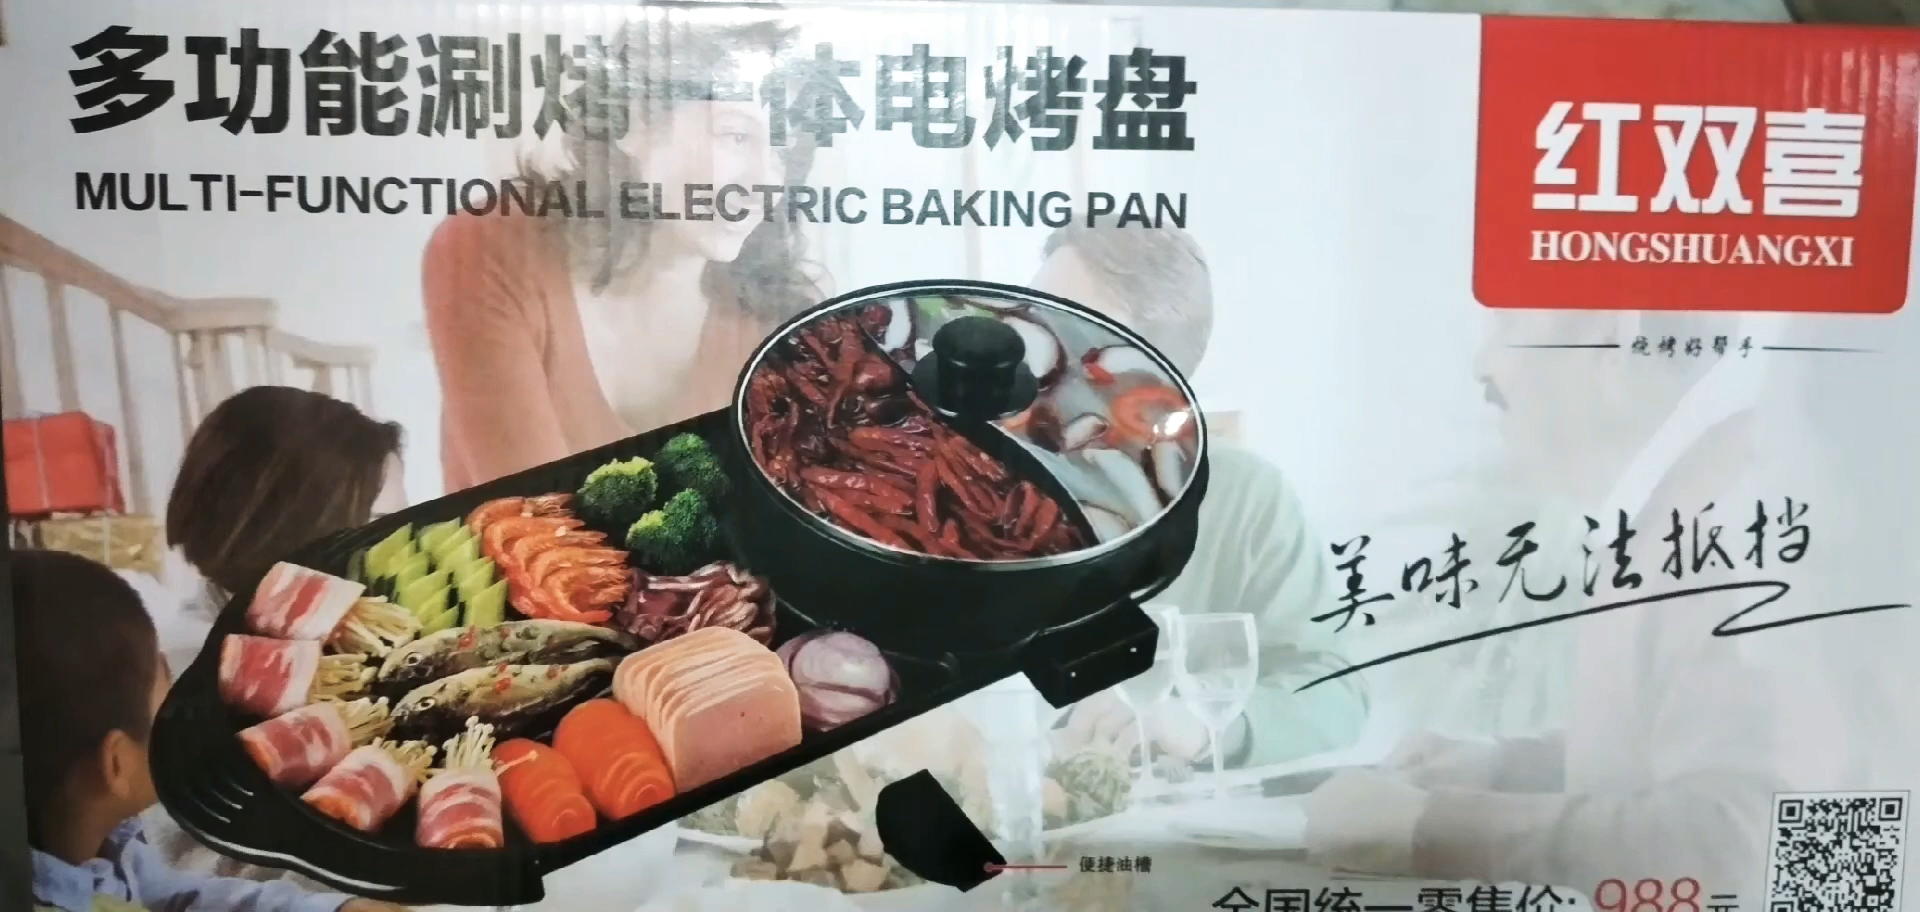 多功能涮烤一体电烤盘
MULTI-FUNCTIONAL ELECTRIC BAKING PAN
红双喜
HONGSHUANGXI
烧烤好帮手
美味无法抵挡
便捷油槽
全国统一零售价: 988元